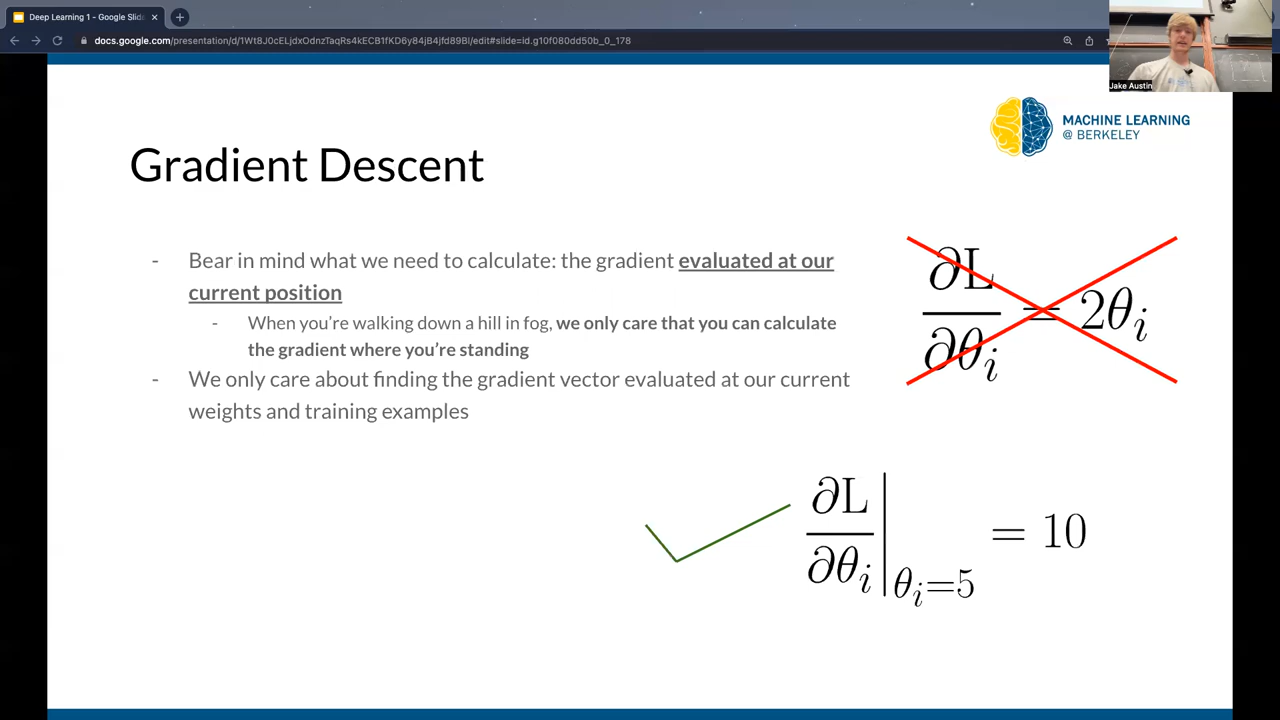 Deep Learning 1 - Google Slid
docs.google.com/presentation/d/1Wt8J0cELjdxOdnzTaqRs4kECB1fKD6y84jB4jfd89BI/edit#slide=id.g10f080dd50b_0_178
Jake Austin
MACHINE LEARNING
@ BERKELEY
Gradient Descent
- Bear in mind what we need to calculate: the gradient evaluated at our
current position
- When you're walking down a hill in fog, we only care that you can calculate
the gradient where you're standing
- We only care about finding the gradient vector evaluated at our current
weights and training examples
∂L
∂θi
= 2θi
∂L
∂θi
θi=5
= 10